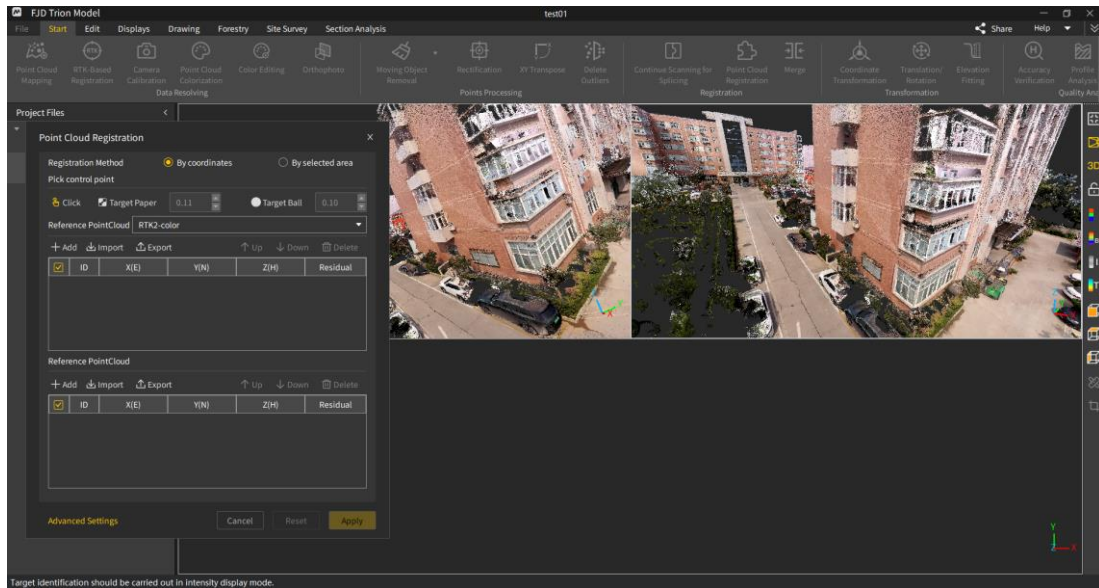 FJD Trion Model
test01
File Start Edit Displays Drawing Forestry Site Survey Section Analysis
Share Help
Point Cloud Mapping
RTK-Based Registration
Camera Calibration
Point Cloud Colorization
Color Editing
Orthophoto
Data Resolving
Moving Object Removal
Rectification
XY Transpose
Delete Outliers
Points Processing
Continue Scanning for Splicing
Point Cloud Registration
Merge
Registration
Coordinate Transformation
Translation/ Rotation
Elevation Fitting
Transformation
Accuracy Verification
Profile Analysis
Quality Ana
Project Files
Point Cloud Registration
Registration Method By coordinates By selected area
Pick control point
Click Target Paper 0.11 Target Ball 0.10
Reference PointCloud RTK2-color
Add Import Export Up Down Delete
ID X(E) Y(N) Z(H) Residual
Reference PointCloud
Add Import Export Up Down Delete
ID X(E) Y(N) Z(H) Residual
Advanced Settings Cancel Reset Apply
3D
Y
X
Target identification should be carried out in intensity display mode.